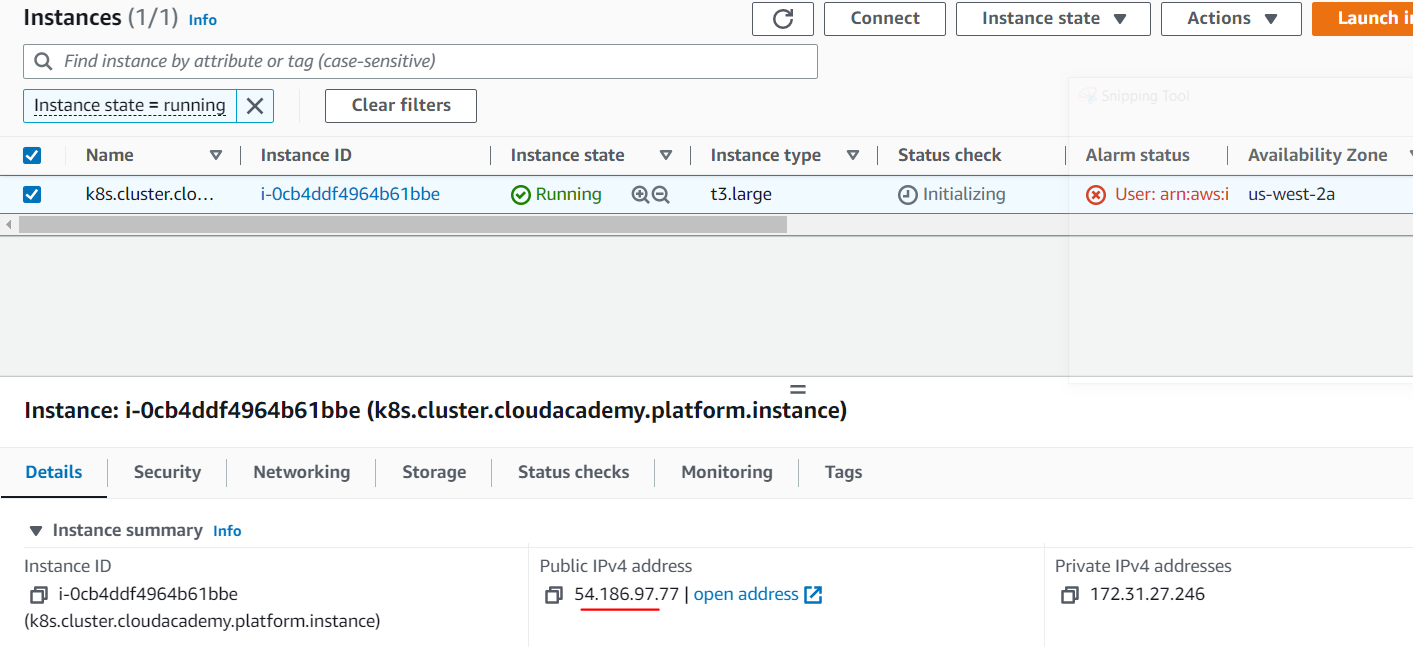 Instances (1/1) Info
Connect
Instance state
Actions
Launch i
Find instance by attribute or tag (case-sensitive)
Instance state = running
Clear filters
Snipping Tool
Name Instance ID Instance state Instance type Status check Alarm status Availability Zone
k8s.cluster.clo… i-0cb4ddf4964b61bbe Running t3.large Initializing User: arn:aws:i us-west-2a
Instance: i-0cb4ddf4964b61bbe (k8s.cluster.cloudacademy.platform.instance)
Details Security Networking Storage Status checks Monitoring Tags
Instance summary Info
Instance ID
i-0cb4ddf4964b61bbe
(k8s.cluster.cloudacademy.platform.instance)
Public IPv4 address
54.186.97.77 | open address
Private IPv4 addresses
172.31.27.246